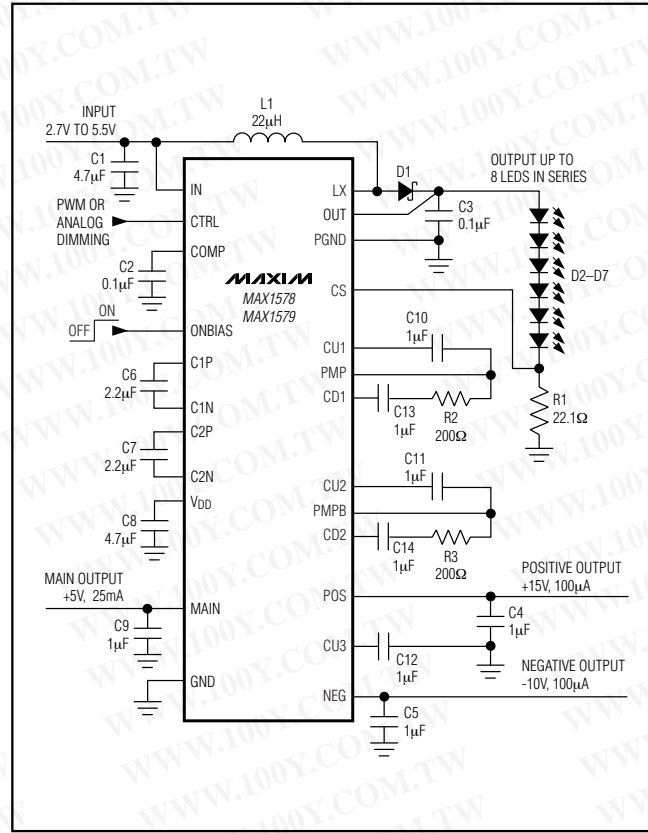 INPUT
2.7V TO 5.5V
L1
22µH
C1
4.7µF
D1
OUTPUT UP TO
8 LEDS IN SERIES
IN
LX
OUT
C3
0.1µF
PWM OR
ANALOG
DIMMING
CTRL
PGND
COMP
C2
0.1µF
MAXIM
MAX1578
MAX1579
CS
D2–D7
ON
OFF
ONBIAS
C10
1µF
CU1
PMP
CD1
C13
1µF
R2
200Ω
R1
22.1Ω
C6
2.2µF
C1P
C1N
C7
2.2µF
C2P
C2N
C11
1µF
CU2
PMPB
CD2
C14
1µF
R3
200Ω
VDD
C8
4.7µF
MAIN OUTPUT
+5V, 25mA
MAIN
C9
1µF
POSITIVE OUTPUT
+15V, 100µA
POS
C4
1µF
CU3
C12
1µF
GND
NEGATIVE OUTPUT
-10V, 100µA
NEG
C5
1µF
WWW.100Y.COM.TW